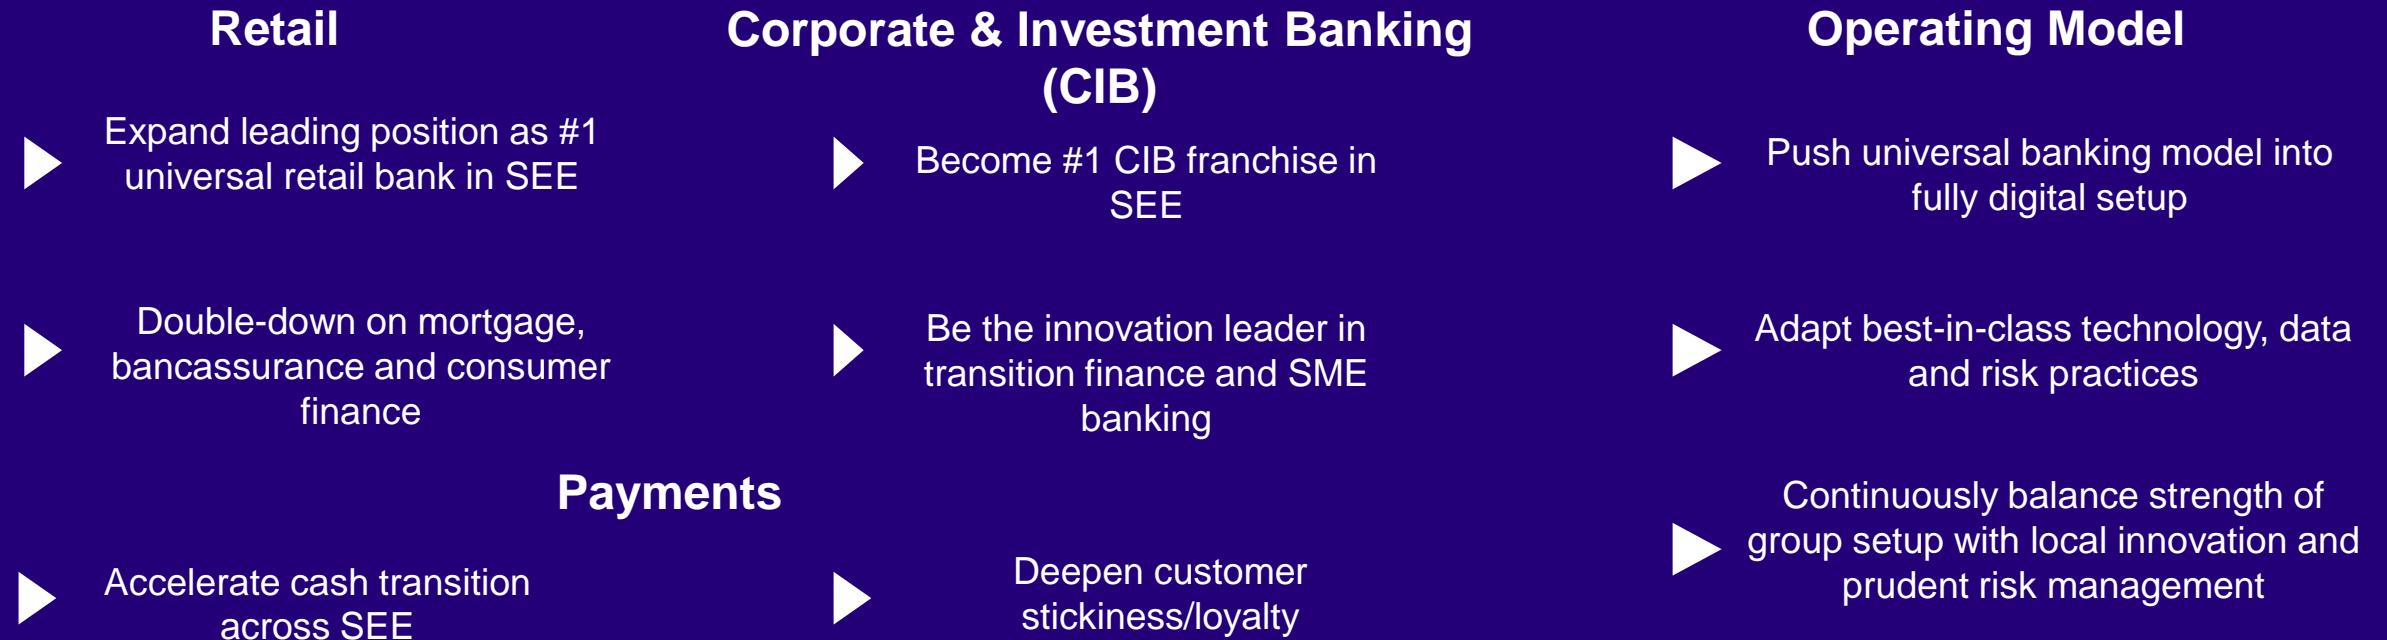 Retail
Expand leading position as #1
universal retail bank in SEE
Double-down on mortgage,
bancassurance and consumer
finance
Corporate & Investment Banking
(CIB)
Become #1 CIB franchise in
SEE
Be the innovation leader in
transition finance and SME
banking
Payments
Accelerate cash transition
across SEE
Deepen customer
stickiness/loyalty
Operating Model
Push universal banking model into
fully digital setup
Adapt best-in-class technology, data
and risk practices
Continuously balance strength of
group setup with local innovation and
prudent risk management